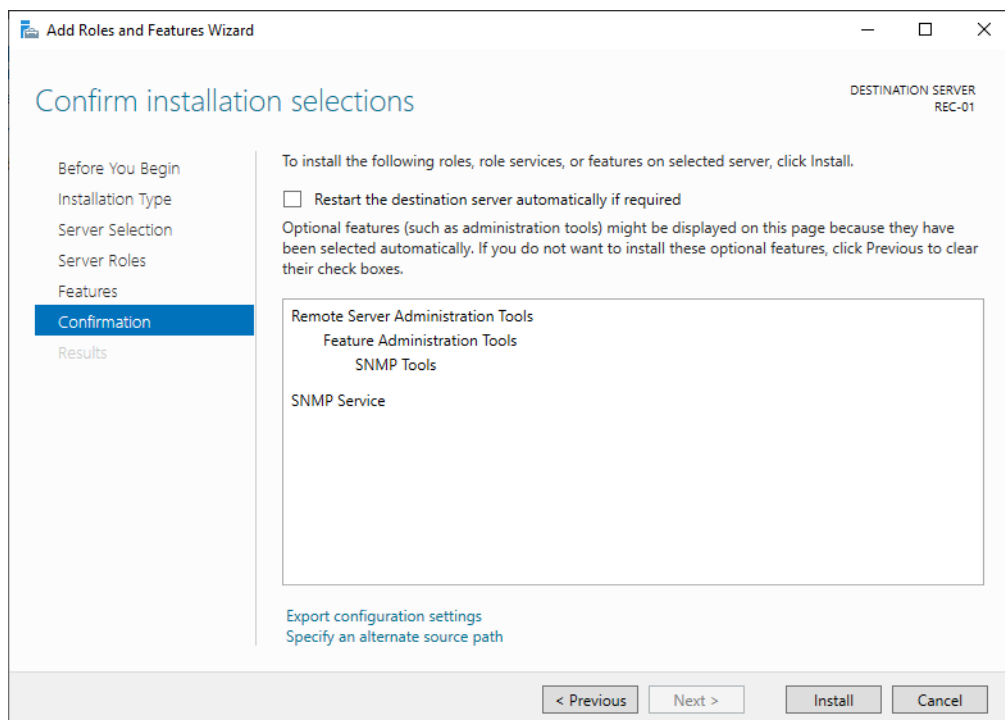 Add Roles and Features Wizard
Confirm installation selections
DESTINATION SERVER
REC-01
Before You Begin
Installation Type
Server Selection
Server Roles
Features
Confirmation
Results
To install the following roles, role services, or features on selected server, click Install.
Restart the destination server automatically if required
Optional features (such as administration tools) might be displayed on this page because they have
been selected automatically. If you do not want to install these optional features, click Previous to clear
their check boxes.
Remote Server Administration Tools
Feature Administration Tools
SNMP Tools
SNMP Service
Export configuration settings
Specify an alternate source path
< Previous
Next >
Install
Cancel